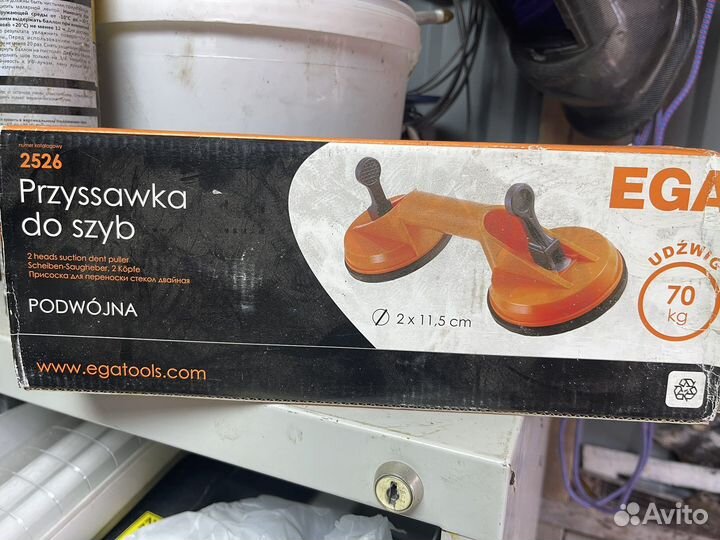 numer katalogowy
2526
Przyssawka
do szyb
2 heads suction dent puller
Scheiben-Saugheber, 2 Köpfe
Присоска для переноски стекол двайная
PODWÓJNA
www.egatools.com
2 x 11,5 cm
EGA
UDŹWIG
70
kg
Avito